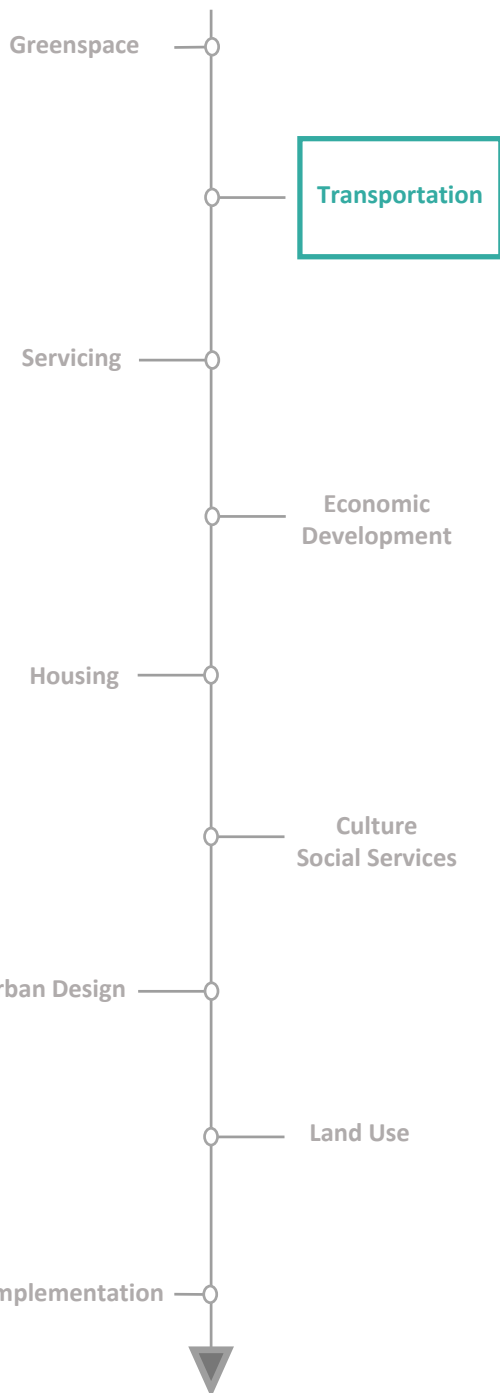 Greenspace
Transportation
Servicing
Economic
Development
Housing
Culture
Social Services
rban Design
Land Use
mplementation